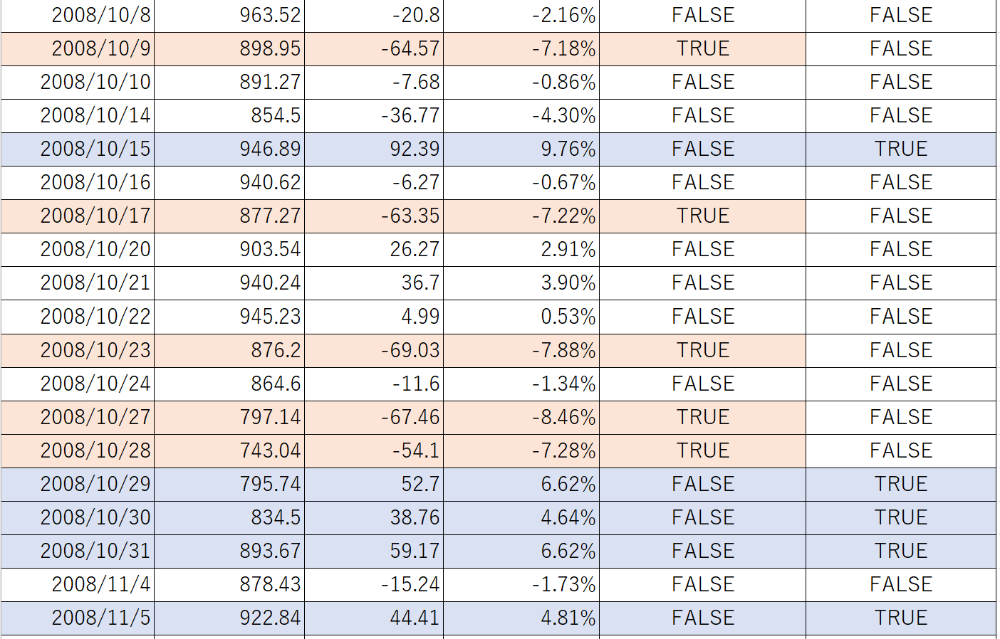 2008/10/8 963.52 -20.8 -2.16% FALSE FALSE
2008/10/9 898.95 -64.57 -7.18% TRUE FALSE
2008/10/10 891.27 -7.68 -0.86% FALSE FALSE
2008/10/14 854.5 -36.77 -4.30% FALSE FALSE
2008/10/15 946.89 92.39 9.76% FALSE TRUE
2008/10/16 940.62 -6.27 -0.67% FALSE FALSE
2008/10/17 877.27 -63.35 -7.22% TRUE FALSE
2008/10/20 903.54 26.27 2.91% FALSE FALSE
2008/10/21 940.24 36.7 3.90% FALSE FALSE
2008/10/22 945.23 4.99 0.53% FALSE FALSE
2008/10/23 876.2 -69.03 -7.88% TRUE FALSE
2008/10/24 864.6 -11.6 -1.34% FALSE FALSE
2008/10/27 797.14 -67.46 -8.46% TRUE FALSE
2008/10/28 743.04 -54.1 -7.28% TRUE FALSE
2008/10/29 795.74 52.7 6.62% FALSE TRUE
2008/10/30 834.5 38.76 4.64% FALSE TRUE
2008/10/31 893.67 59.17 6.62% FALSE TRUE
2008/11/4 878.43 -15.24 -1.73% FALSE FALSE
2008/11/5 922.84 44.41 4.81% FALSE TRUE